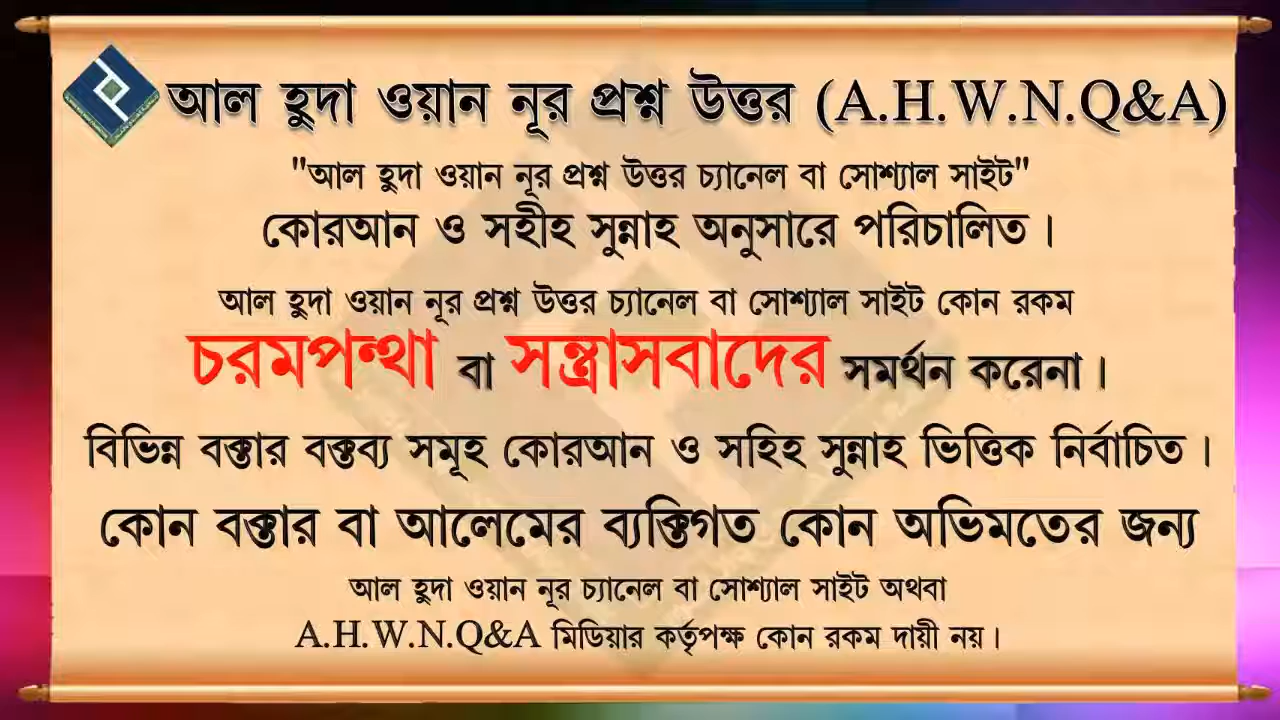 আল হুদা ওয়ান নূর প্রশ্ন উত্তর (A.H.W.N.Q&A)
"আল হুদা ওয়ান নূর প্রশ্ন উত্তর চ্যানেল বা সোশ্যাল সাইট"
কোরআন ও সহীহ সুন্নাহ অনুসারে পরিচালিত ।
আল হুদা ওয়ান নূর প্রশ্ন উত্তর চ্যানেল বা সোশ্যাল সাইট কোন রকম
চরমপন্থা বা সন্ত্রাসবাদের সমর্থন করেনা ।
বিভিন্ন বক্তার বক্তব্য সমূহ কোরআন ও সহিহ সুন্নাহ ভিত্তিক নির্বাচিত ।
কোন বক্তার বা আলেমের ব্যক্তিগত কোন অভিমতের জন্য
আল হুদা ওয়ান নূর চ্যানেল বা সোশ্যাল সাইট অথবা
A.H.W.N.Q&A মিডিয়ার কর্তৃপক্ষ কোন রকম দায়ী নয় ।